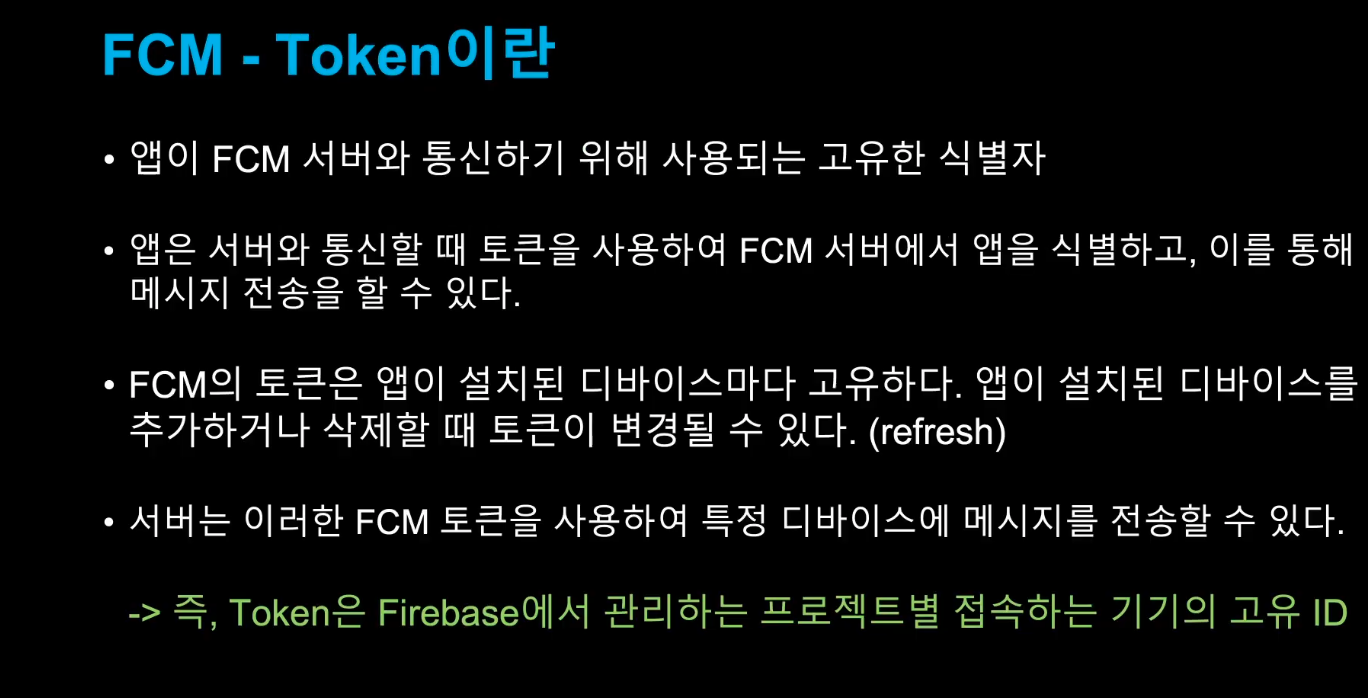 FCM - Token이란
• 앱이 FCM 서버와 통신하기 위해 사용되는 고유한 식별자
• 앱은 서버와 통신할 때 토큰을 사용하여 FCM 서버에서 앱을 식별하고, 이를 통해
메시지 전송을 할 수 있다.
• FCM의 토큰은 앱이 설치된 디바이스마다 고유하다. 앱이 설치된 디바이스를
추가하거나 삭제할 때 토큰이 변경될 수 있다. (refresh)
• 서버는 이러한 FCM 토큰을 사용하여 특정 디바이스에 메시지를 전송할 수 있다.
-> 즉, Token은 Firebase에서 관리하는 프로젝트별 접속하는 기기의 고유 ID